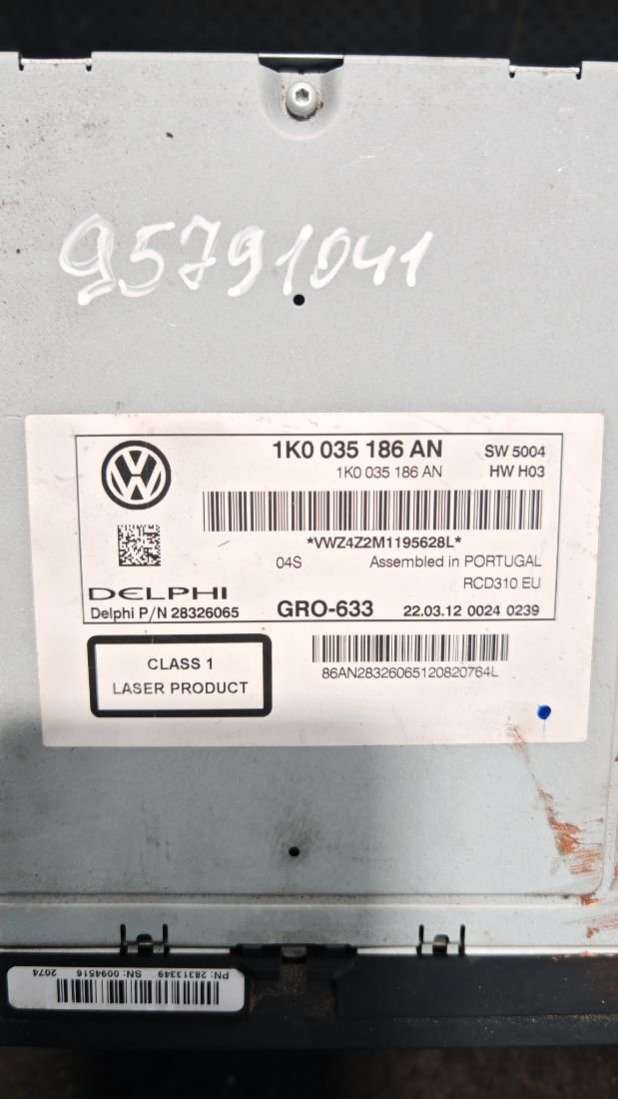 95791041
1K0 035 186 AN SW 5004
1K0 035 186 AN HW H03
*VWZ4Z2M1195628L*
04S Assembled in PORTUGAL
RCD310 EU
DELPHI
Delphi P/N 28326065 GRO-633 22.03.12 0024 0239
CLASS 1
LASER PRODUCT
86AN28326065120820764L
PN: 28313349 SN: 0094516 2074